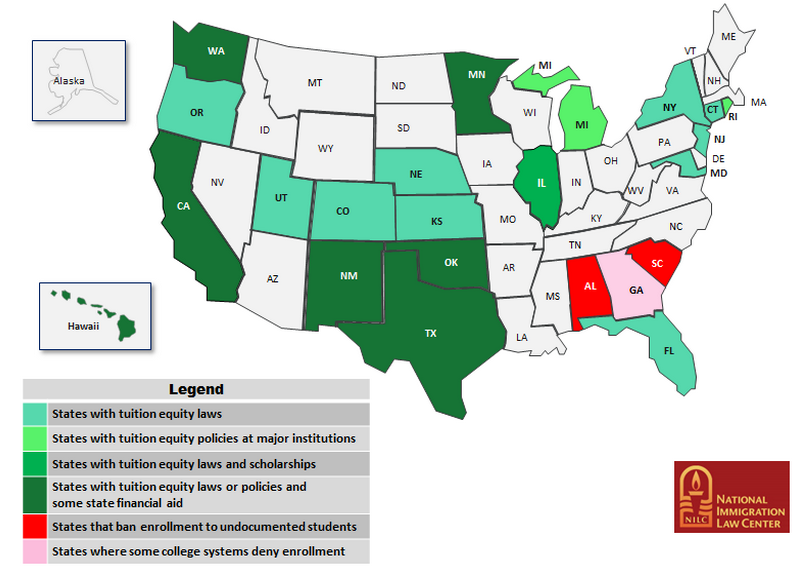 WA
MT
ND
MN
MI
VT
ME
Alaska
OR
ID
SD
WI
MI
NY
NH
MA
CT
RI
WY
NE
IA
PA
NJ
CA
NV
UT
CO
KS
IL
IN
OH
DE
MD
WV
VA
MO
KY
NC
AZ
NM
OK
AR
TN
SC
Hawaii
TX
LA
MS
AL
GA
FL
Legend
States with tuition equity laws
States with tuition equity policies at major institutions
States with tuition equity laws and scholarships
States with tuition equity laws or policies and
some state financial aid
States that ban enrollment to undocumented students
States where some college systems deny enrollment
NILC
NATIONAL
IMMIGRATION
LAW CENTER